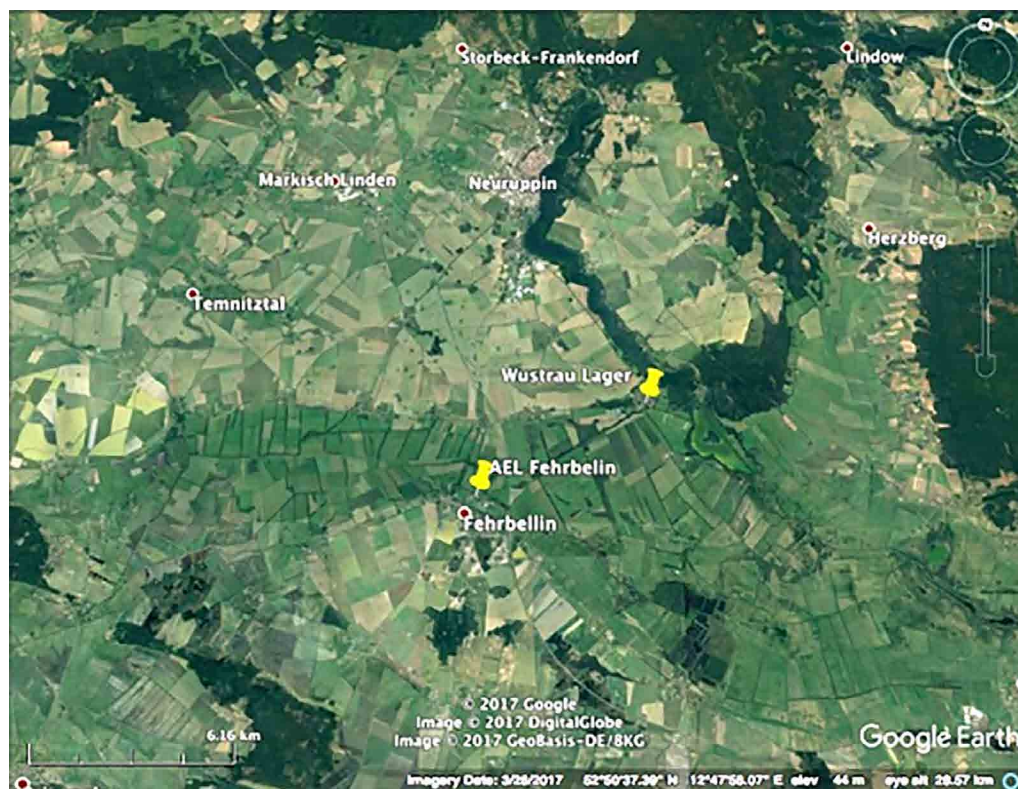 Storbeck-Frankendorf
Lindow
Markisch Linden
Neuruppin
Herzberg
Temnitztal
Wustrau Lager
AEL Fehrbelin
Fehrbellin
© 2017 Google
Image © 2017 DigitalGlobe
Image © 2017 GeoBasis-DE/BKG
6.16 km
Google Earth
Imagery Date: 3/28/2017 52°50'37.39" N 12°47'58.07" E elev 44 m eye alt 28.57 km